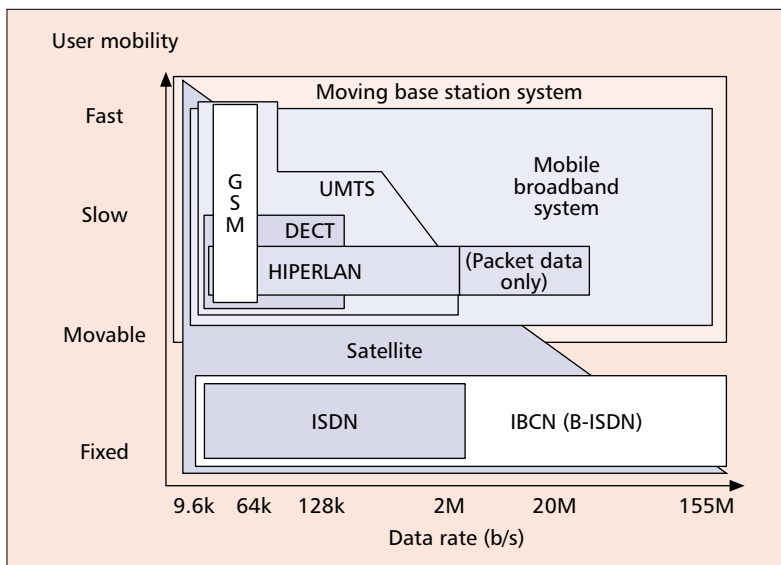 User mobility
Moving base station system
Fast
GSM
UMTS
Mobile
broadband
system
Slow
DECT
HIPERLAN
(Packet data
only)
Movable
Satellite
ISDN
IBCN (B-ISDN)
Fixed
9.6k 64k 128k 2M 20M 155M
Data rate (b/s)